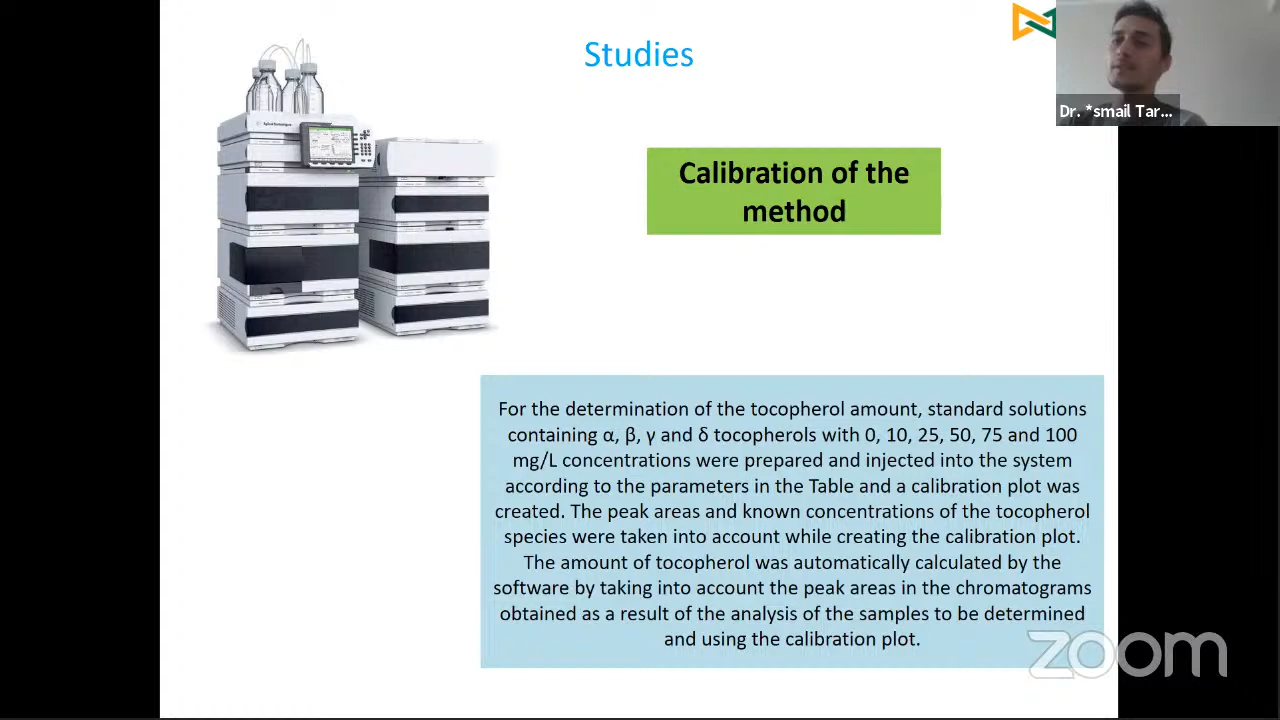 Studies
Dr. *smail Tar...
Calibration of the
method
For the determination of the tocopherol amount, standard solutions
containing α, β, γ and δ tocopherols with 0, 10, 25, 50, 75 and 100
mg/L concentrations were prepared and injected into the system
according to the parameters in the Table and a calibration plot was
created. The peak areas and known concentrations of the tocopherol
species were taken into account while creating the calibration plot.
The amount of tocopherol was automatically calculated by the
software by taking into account the peak areas in the chromatograms
obtained as a result of the analysis of the samples to be determined
and using the calibration plot.
zoom